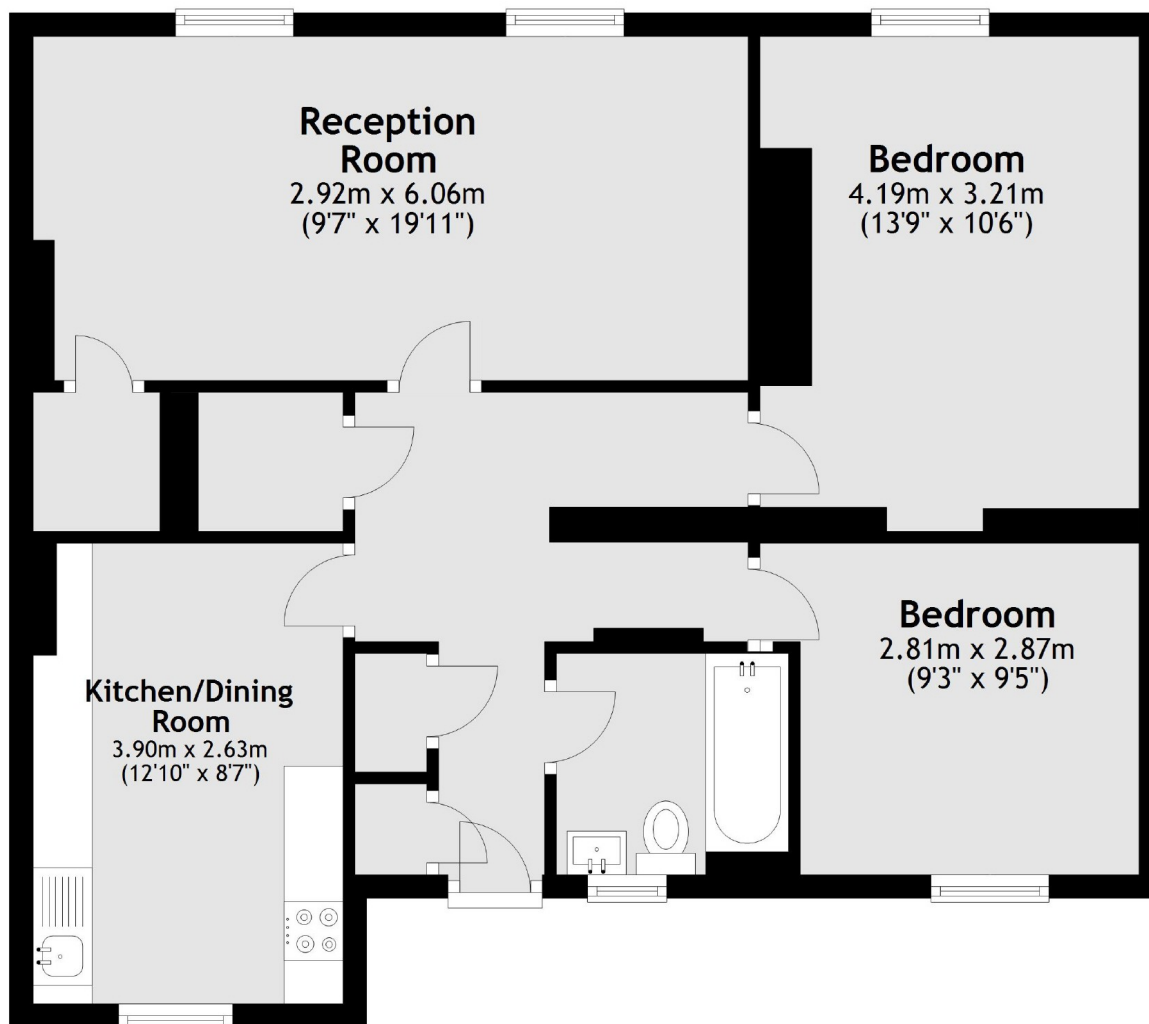 Reception
Room
2.92m x 6.06m
(9'7" x 19'11")
Bedroom
4.19m x 3.21m
(13'9" x 10'6")
Bedroom
2.81m x 2.87m
(9'3" x 9'5")
Kitchen/Dining
Room
3.90m x 2.63m
(12'10" x 8'7")